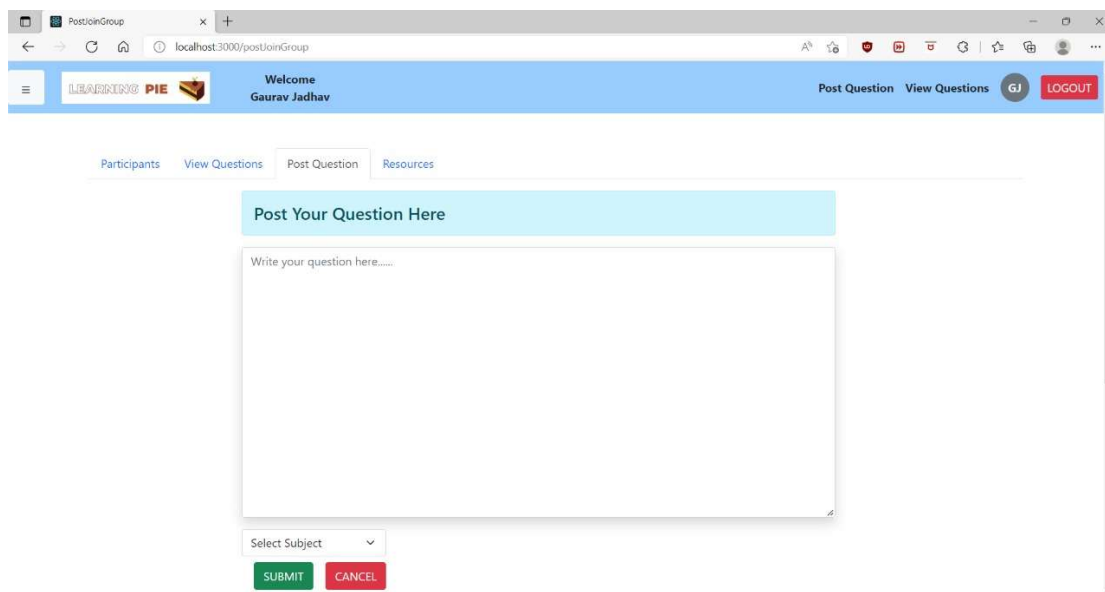 PostJoinGroup
localhost:3000/postJoinGroup
LEARNING PIE
Welcome
Gaurav Jadhav
Post Question View Questions GJ LOGOUT
Participants View Questions Post Question Resources
Post Your Question Here
Write your question here......
Select Subject
SUBMIT CANCEL